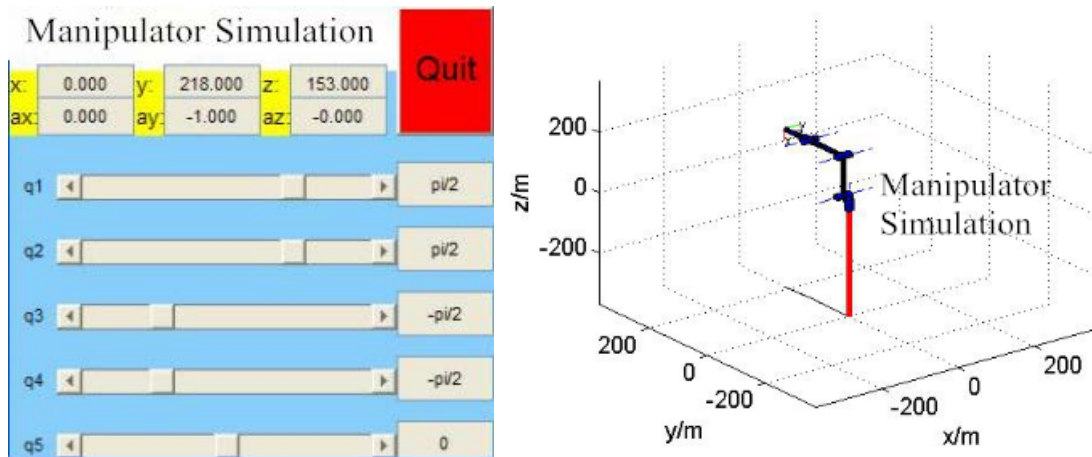 Manipulator Simulation
Quit
x: 0.000 y: 218.000 z: 153.000
ax: 0.000 ay: -1.000 az: -0.000
q1 pi/2
q2 pi/2
q3 -pi/2
q4 -pi/2
q5 0
z/m
200
0
-200
Manipulator
Simulation
200
0
-200
y/m
-200
0
200
x/m